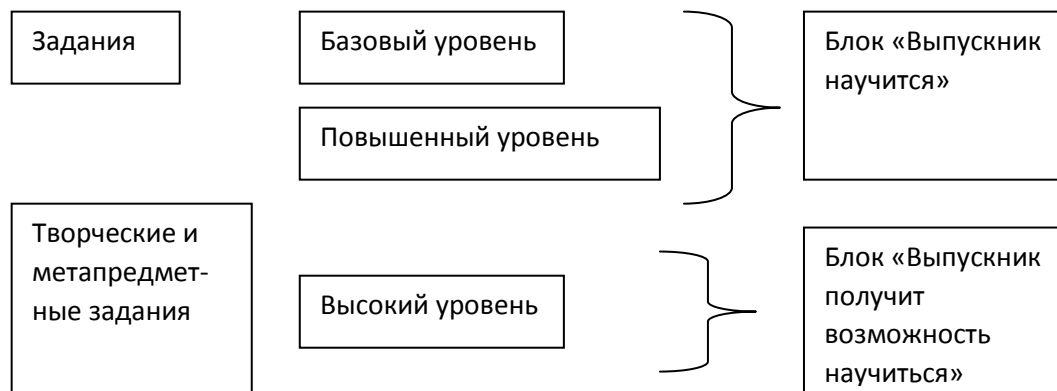 Задания
Базовый уровень
Блок «Выпускник
научится»
Повышенный уровень
Творческие и
метапредмет-
ные задания
Высокий уровень
Блок «Выпускник
получит
возможность
научиться»